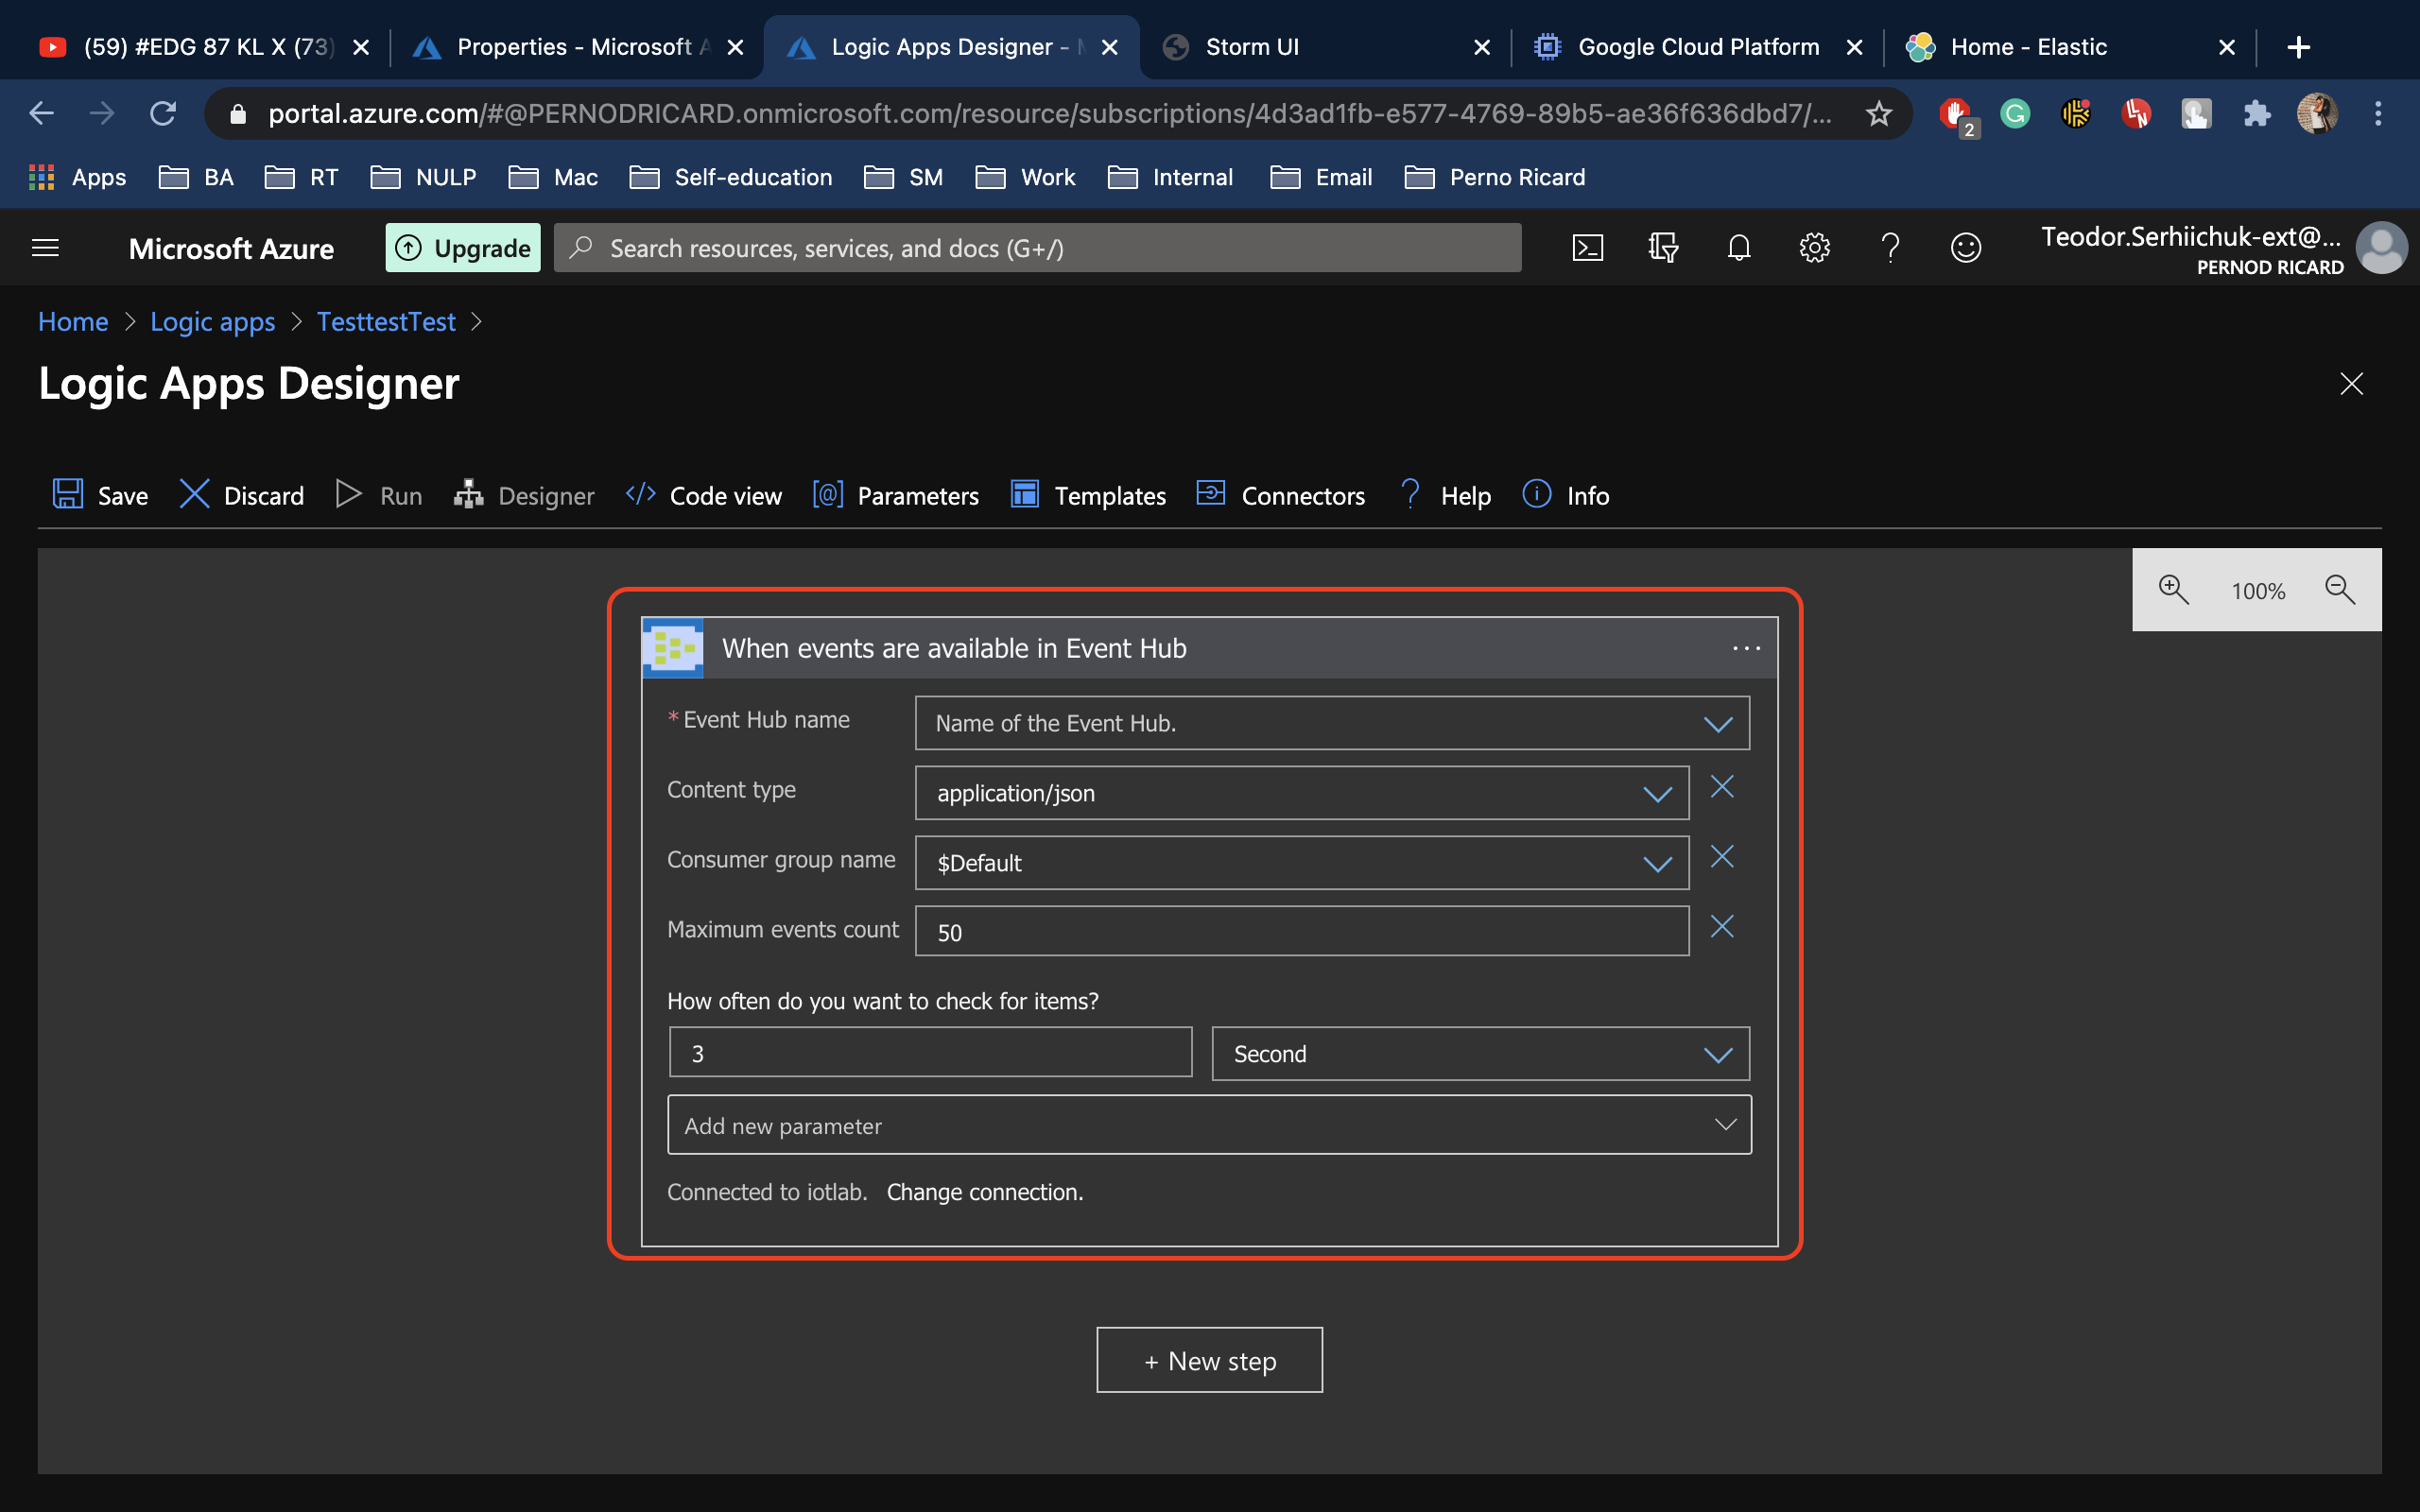 (59) #EDG 87 KL X (73)
Properties - Microsoft A
Logic Apps Designer - M
Storm UI
Google Cloud Platform
Home - Elastic
portal.azure.com/#@PERNODRICARD.onmicrosoft.com/resource/subscriptions/4d3ad1fb-e577-4769-89b5-ae36f636dbd7/...
2
Apps BA RT NULP Mac Self-education SM Work Internal Email Perno Ricard
Microsoft Azure
Upgrade
Search resources, services, and docs (G+/)
Teodor.Serhiichuk-ext@...
PERNOD RICARD
Home > Logic apps > TesttestTest >
Logic Apps Designer
Save Discard Run Designer Code view Parameters Templates Connectors Help Info
100%
When events are available in Event Hub
* Event Hub name
Name of the Event Hub.
Content type
application/json
Consumer group name
$Default
Maximum events count
50
How often do you want to check for items?
3
Second
Add new parameter
Connected to iotlab. Change connection.
+ New step